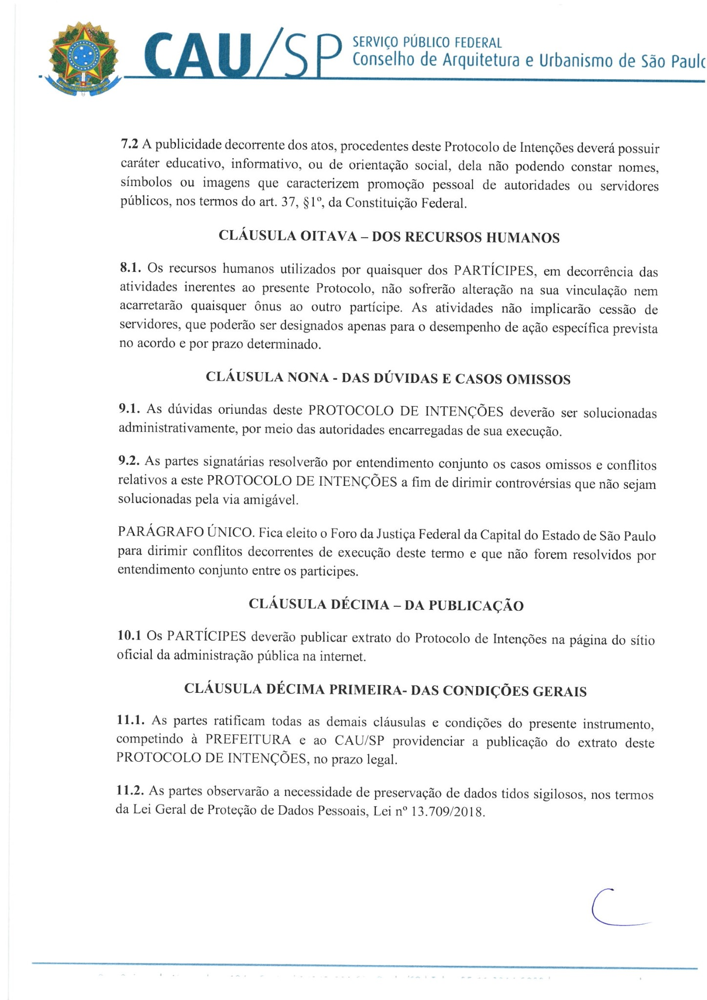 CAU/SP
SERVIÇO PÚBLICO FEDERAL
Conselho de Arquitetura e Urbanismo de São Paulo
7.2 A publicidade decorrente dos atos, procedentes deste Protocolo de Intenções deverá possuir
caráter educativo, informativo, ou de orientação social, dela não podendo constar nomes,
símbolos ou imagens que caracterizem promoção pessoal de autoridades ou servidores
públicos, nos termos do art. 37, §1º, da Constituição Federal.
CLÁUSULA OITAVA – DOS RECURSOS HUMANOS
8.1. Os recursos humanos utilizados por quaisquer dos PARTÍCIPES, em decorrência das
atividades inerentes ao presente Protocolo, não sofrerão alteração na sua vinculação nem
acarretarão quaisquer ônus ao outro partícipe. As atividades não implicarão cessão de
servidores, que poderão ser designados apenas para o desempenho de ação específica prevista
no acordo e por prazo determinado.
CLÁUSULA NONA - DAS DÚVIDAS E CASOS OMISSOS
9.1. As dúvidas oriundas deste PROTOCOLO DE INTENÇÕES deverão ser solucionadas
administrativamente, por meio das autoridades encarregadas de sua execução.
9.2. As partes signatárias resolverão por entendimento conjunto os casos omissos e conflitos
relativos a este PROTOCOLO DE INTENÇÕES a fim de dirimir controvérsias que não sejam
solucionadas pela via amigável.
PARÁGRAFO ÚNICO. Fica eleito o Foro da Justiça Federal da Capital do Estado de São Paulo
para dirimir conflitos decorrentes de execução deste termo e que não forem resolvidos por
entendimento conjunto entre os participes.
CLÁUSULA DÉCIMA – DA PUBLICAÇÃO
10.1 Os PARTÍCIPES deverão publicar extrato do Protocolo de Intenções na página do sítio
oficial da administração pública na internet.
CLÁUSULA DÉCIMA PRIMEIRA- DAS CONDIÇÕES GERAIS
11.1. As partes ratificam todas as demais cláusulas e condições do presente instrumento,
competindo à PREFEITURA e ao CAU/SP providenciar a publicação do extrato deste
PROTOCOLO DE INTENÇÕES, no prazo legal.
11.2. As partes observarão a necessidade de preservação de dados tidos sigilosos, nos termos
da Lei Geral de Proteção de Dados Pessoais, Lei nº 13.709/2018.